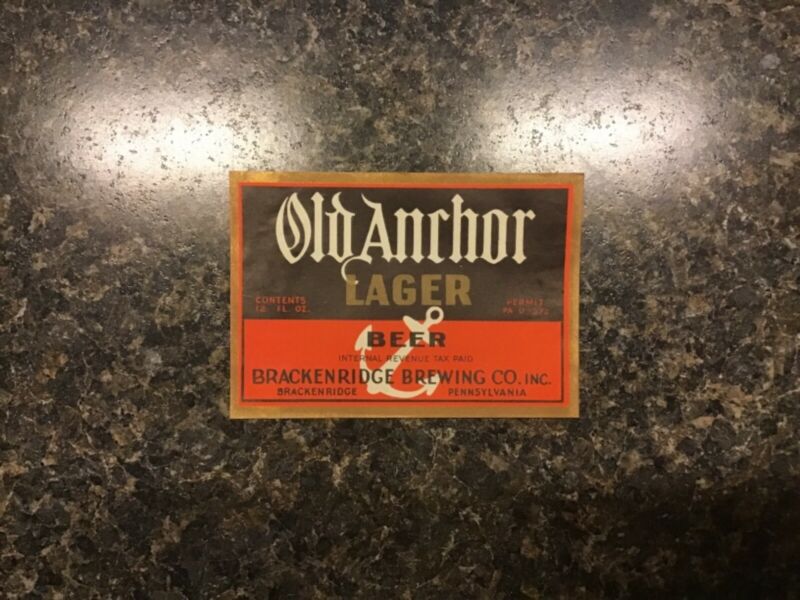 Old Anchor
LAGER
CONTENTS
12 FL. OZ.
PERMIT
PA
BEER
INTERNAL REVENUE TAX PAID
BRACKENRIDGE BREWING CO. INC.
BRACKENRIDGE PENNSYLVANIA